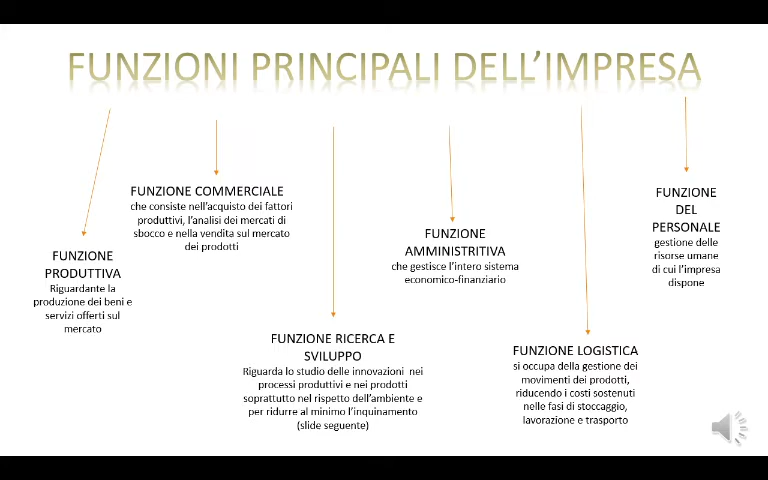 FUNZIONI PRINCIPALI DELL'IMPRESA
FUNZIONE
PRODUTTIVA
Riguardante la
produzione dei beni e
servizi offerti sul
mercato
FUNZIONE COMMERCIALE
che consiste nell'acquisto dei fattori
produttivi, l'analisi dei mercati di
sbocco e nella vendita sul mercato
dei prodotti
FUNZIONE RICERCA E
SVILUPPO
Riguarda lo studio delle innovazioni nei
processi produttivi e nei prodotti
soprattutto nel rispetto dell'ambiente e
per ridurre al minimo l'inquinamento
(slide seguente)
FUNZIONE
AMMINISTRITIVA
che gestisce l'intero sistema
economico-finanziario
FUNZIONE LOGISTICA
si occupa della gestione dei
movimenti dei prodotti,
riducendo i costi sostenuti
nelle fasi di stoccaggio,
lavorazione e trasporto
FUNZIONE
DEL
PERSONALE
gestione delle
risorse umane
di cui l'impresa
dispone